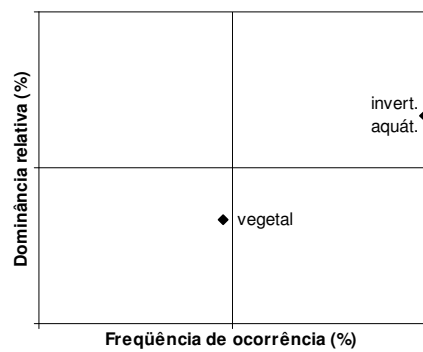 Dominância relativa (%)
invert.
aquát.
vegetal
Freqüência de ocorrência (%)